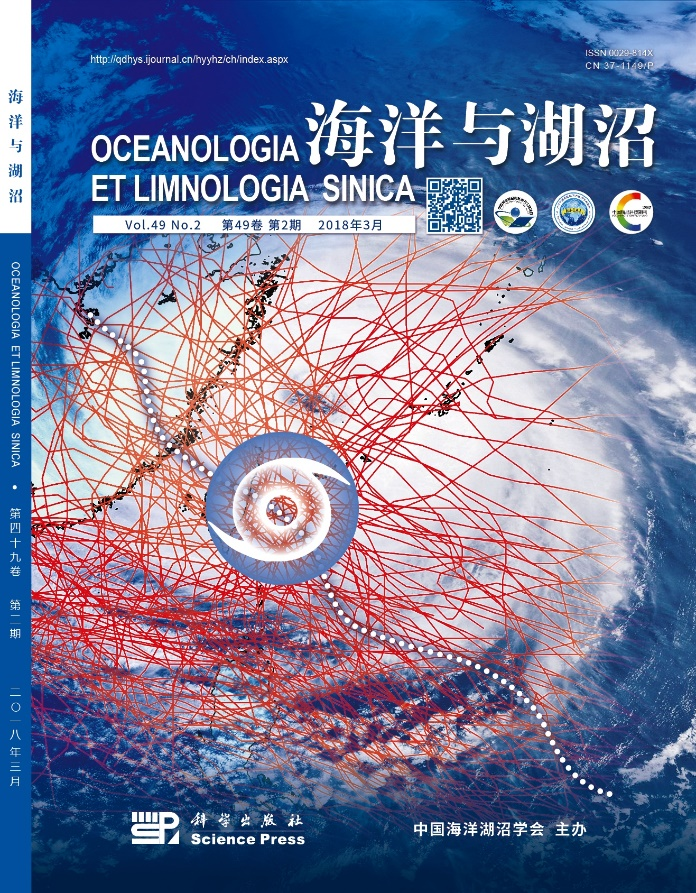 海洋与湖沼
OCEANOLOGIA ET LIMNOLOGIA SINICA • 第四十九卷 第二期 二〇一八年三月
http://qdhys.ijournal.cn/hyyhz/ch/index.aspx
ISSN 0029-814X
CN 37-1149/P
OCEANOLOGIA 海洋与湖沼
ET LIMNOLOGIA SINICA
Vol.49 No.2 第49卷 第2期 2018年3月
科学出版社
Science Press
中国海洋湖沼学会 主办